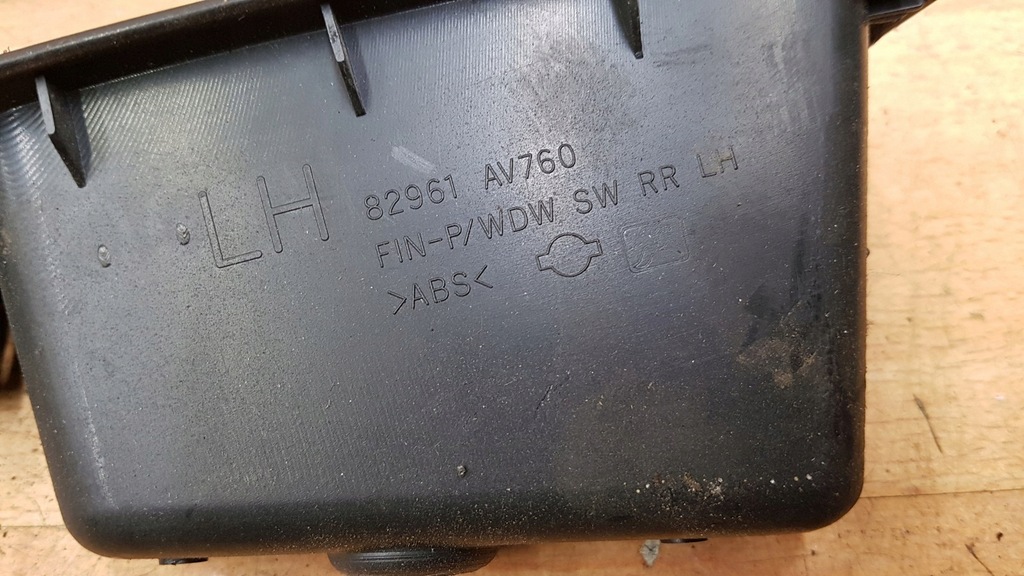 LH
82961 AV760
FIN-P/WDW SW RR LH
>ABS<